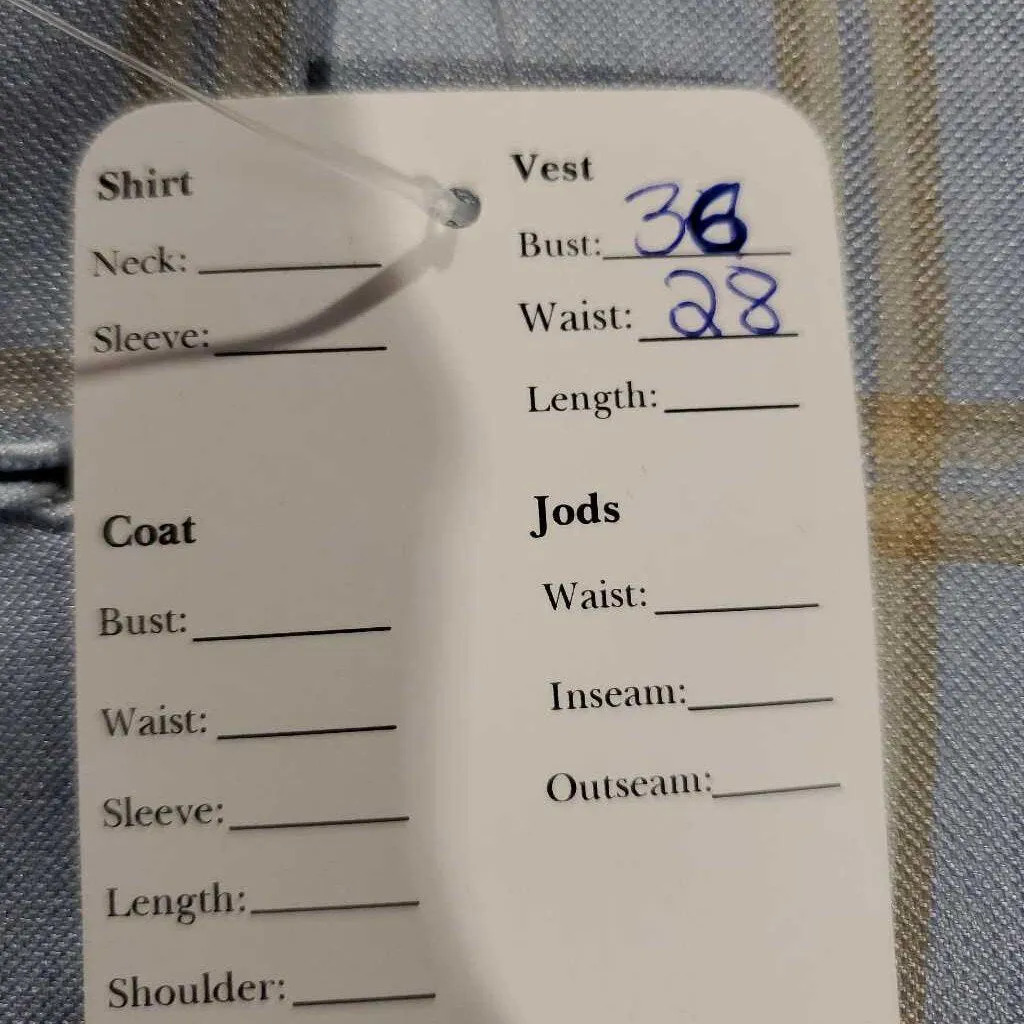 Shirt
Neck:
Sleeve:
Vest
Bust: 36
Waist: 28
Length:
Coat
Bust:
Waist:
Sleeve:
Length:
Shoulder:
Jods
Waist:
Inseam:
Outseam: